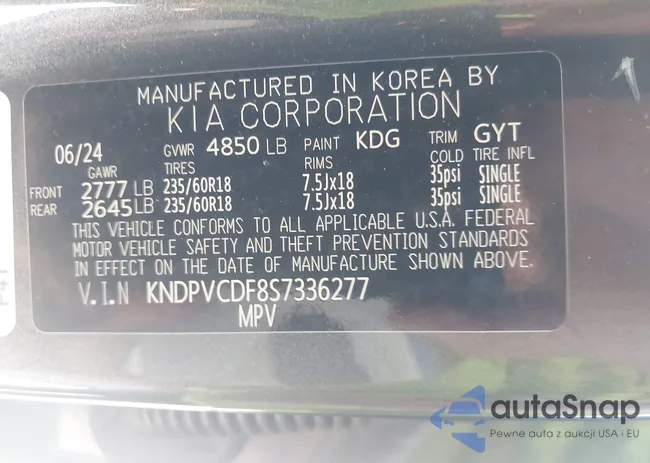 MANUFACTURED IN KOREA BY
KIA CORPORATION
06/24 GVWR 4850 LB PAINT KDG TRIM GYT
GAWR TIRES RIMS COLD TIRE INFL
FRONT 2777 LB 235/60R18 7.5Jx18 35psi SINGLE
REAR 2645 LB 235/60R18 7.5Jx18 35psi SINGLE
THIS VEHICLE CONFORMS TO ALL APPLICABLE U.S.A. FEDERAL
MOTOR VEHICLE SAFETY AND THEFT PREVENTION STANDARDS
IN EFFECT ON THE DATE OF MANUFACTURE SHOWN ABOVE.
V.I.N KNDPVCDF8S7336277
MPV
autaSnap
Pewne auta z aukcji USA i EU